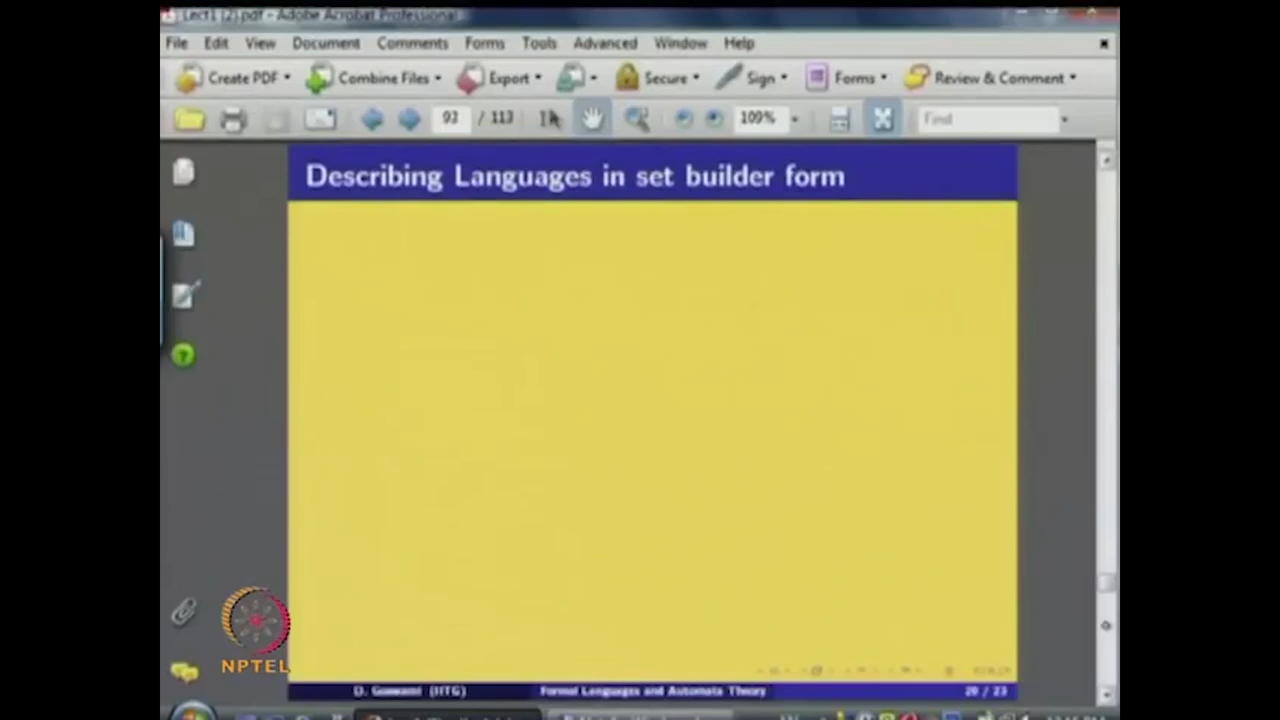 Lect1 (2).pdf - Adobe Acrobat Professional
File Edit View Document Comments Forms Tools Advanced Window Help
Create PDF Combine Files Export Secure Sign Forms Review & Comment
93 / 113 109% Find
Describing Languages in set builder form
NPTEL
D. Goswami (IITG) Formal Languages and Automata Theory 20 / 23